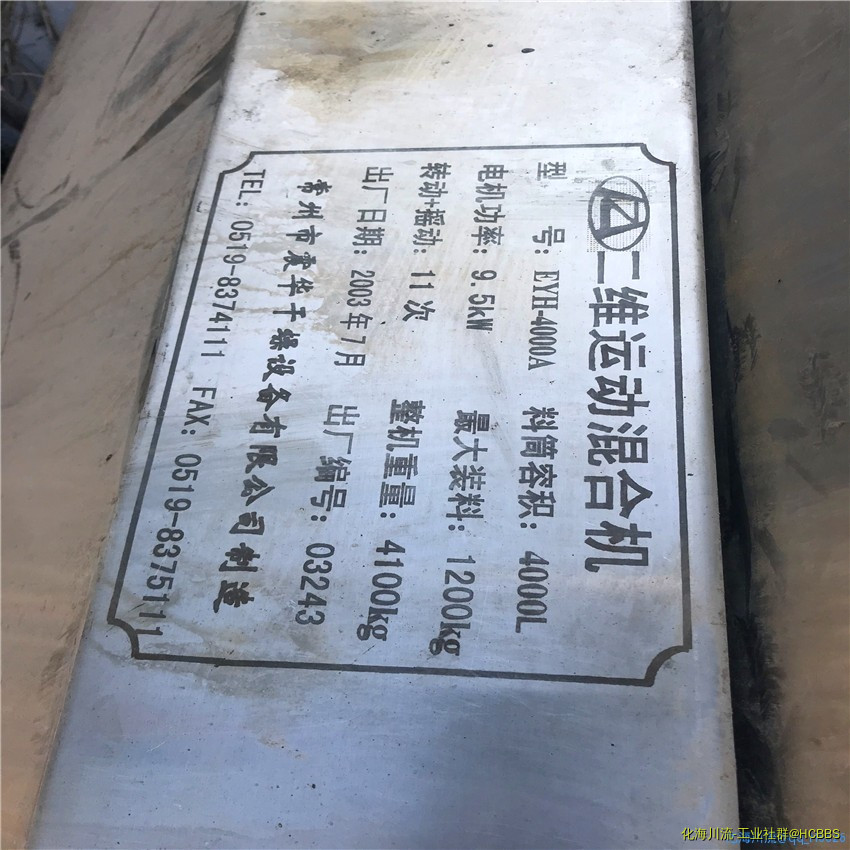 二维运动混合机
型 号: EYH-4000A 料筒容积: 4000L
电机功率: 9.5kW 最大装料: 1200kg
转动+摇动: 11次 整机重量: 4100kg
出厂日期: 2003年7月 出厂编号: 03243
常州市震华干燥设备有限公司制造
TEL: 0519-8374111 FAX: 0519-8375111
化海川流-工业社群@HCBBS